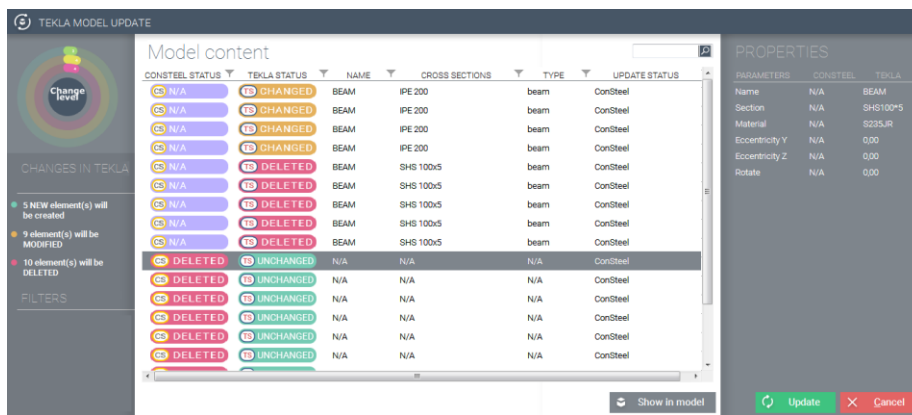 TEKLA MODEL UPDATE
Change
level
CHANGES IN TEKLA
5 NEW element(s) will
be created
9 element(s) will be
MODIFIED
10 element(s) will be
DELETED
FILTERS
Model content
CONSTEEL STATUS TEKLA STATUS NAME CROSS SECTIONS TYPE UPDATE STATUS
CS N/A TS CHANGED BEAM IPE 200 beam ConSteel
CS N/A TS CHANGED BEAM IPE 200 beam ConSteel
CS N/A TS CHANGED BEAM IPE 200 beam ConSteel
CS N/A TS CHANGED BEAM IPE 200 beam ConSteel
CS N/A TS DELETED BEAM SHS 100x5 beam ConSteel
CS N/A TS DELETED BEAM SHS 100x5 beam ConSteel
CS N/A TS DELETED BEAM SHS 100x5 beam ConSteel
CS N/A TS DELETED BEAM SHS 100x5 beam ConSteel
CS N/A TS DELETED BEAM SHS 100x5 beam ConSteel
CS DELETED TS UNCHANGED N/A N/A N/A ConSteel
CS DELETED TS UNCHANGED N/A N/A N/A ConSteel
CS DELETED TS UNCHANGED N/A N/A N/A ConSteel
CS DELETED TS UNCHANGED N/A N/A N/A ConSteel
CS DELETED TS UNCHANGED N/A N/A N/A ConSteel
CS DELETED TS UNCHANGED N/A N/A N/A ConSteel
Show in model
PROPERTIES
PARAMETERS CONSTEEL TEKLA
Name N/A BEAM
Section N/A SHS100*5
Material N/A S235JR
Eccentricity Y N/A 0,00
Eccentricity Z N/A 0,00
Rotate N/A 0,00
Update Cancel